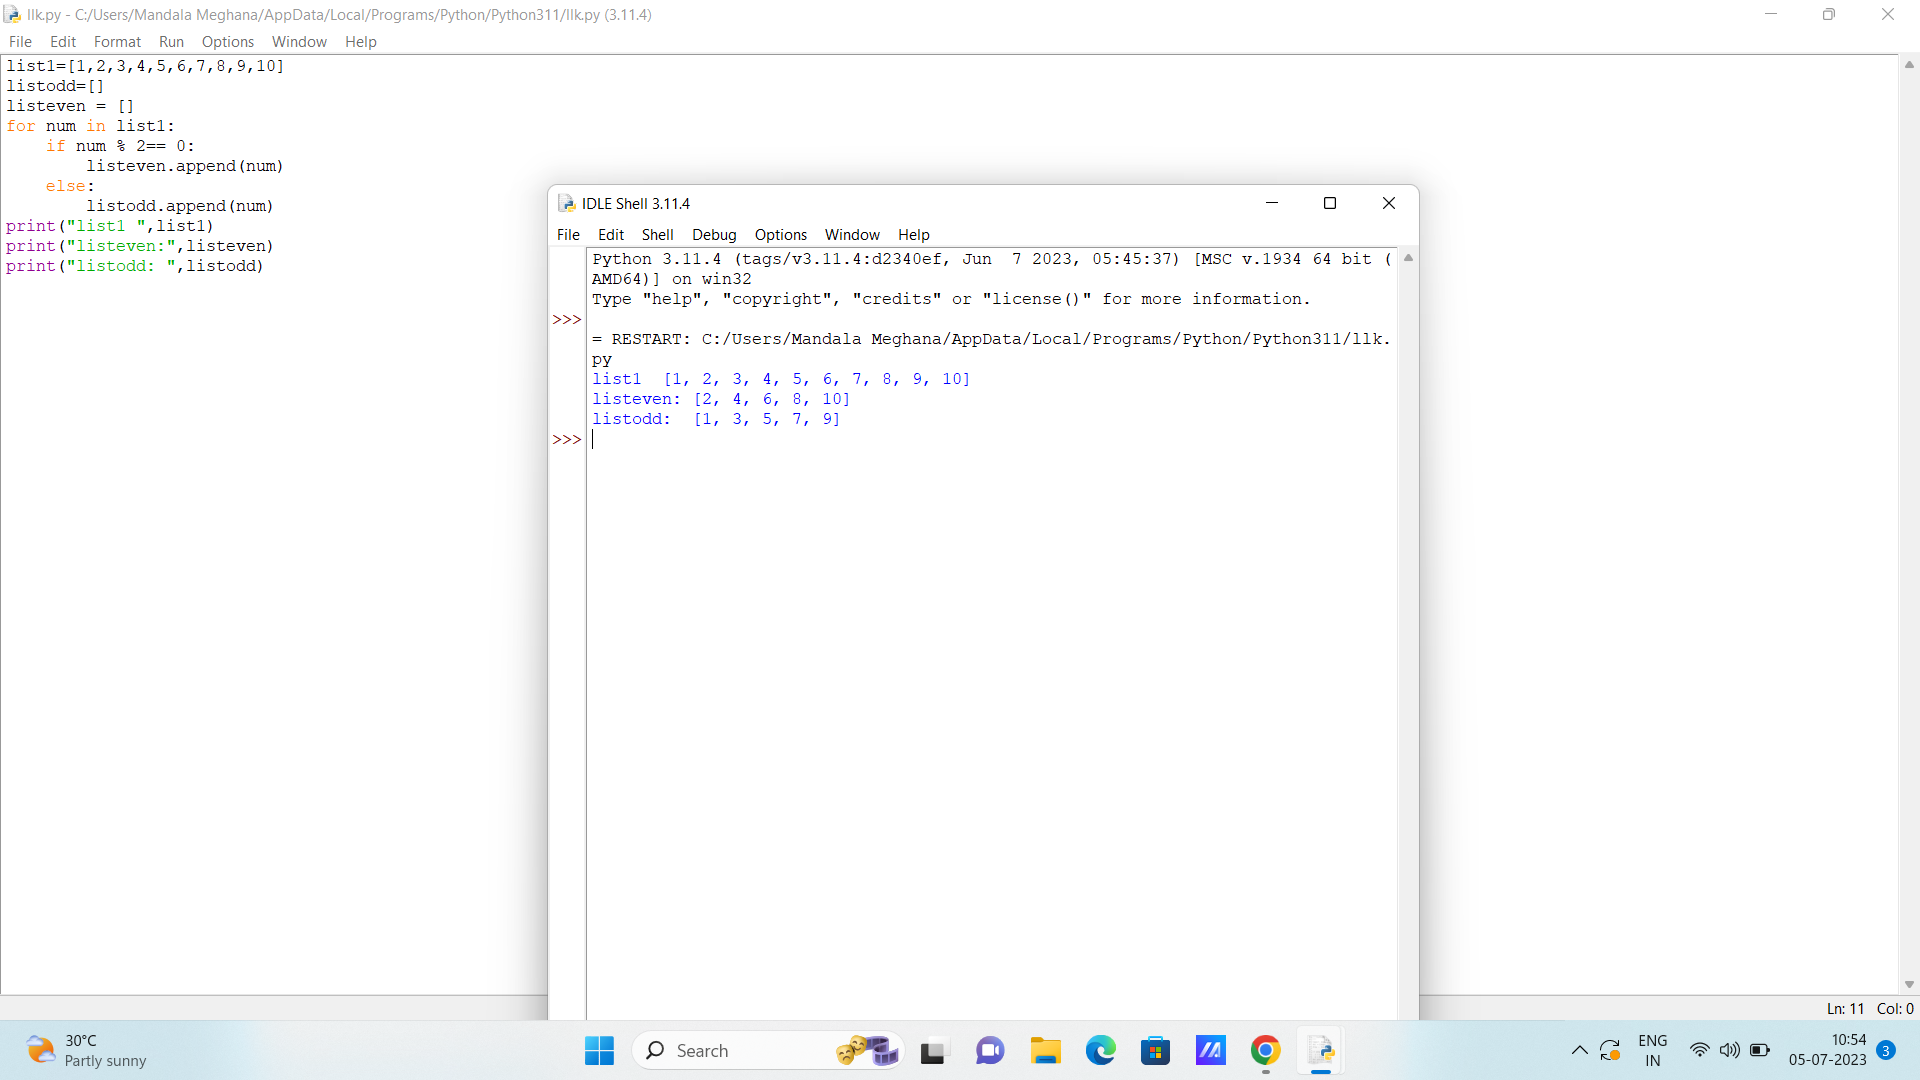 llk.py - C:/Users/Mandala Meghana/AppData/Local/Programs/Python/Python311/llk.py (3.11.4)
File Edit Format Run Options Window Help
list1=[1,2,3,4,5,6,7,8,9,10]
listodd=[]
listeven = []
for num in list1:
    if num % 2== 0:
        listeven.append(num)
    else:
        listodd.append(num)
print("list1 ",list1)
print("listeven:",listeven)
print("listodd: ",listodd)
IDLE Shell 3.11.4
File Edit Shell Debug Options Window Help
Python 3.11.4 (tags/v3.11.4:d2340ef, Jun  7 2023, 05:45:37) [MSC v.1934 64 bit (
AMD64)] on win32
Type "help", "copyright", "credits" or "license()" for more information.
>>>
= RESTART: C:/Users/Mandala Meghana/AppData/Local/Programs/Python/Python311/llk.
py
list1  [1, 2, 3, 4, 5, 6, 7, 8, 9, 10]
listeven: [2, 4, 6, 8, 10]
listodd:  [1, 3, 5, 7, 9]
>>>
Ln: 11 Col: 0
30°C
Partly sunny
Search
ENG
IN
10:54
05-07-2023
3